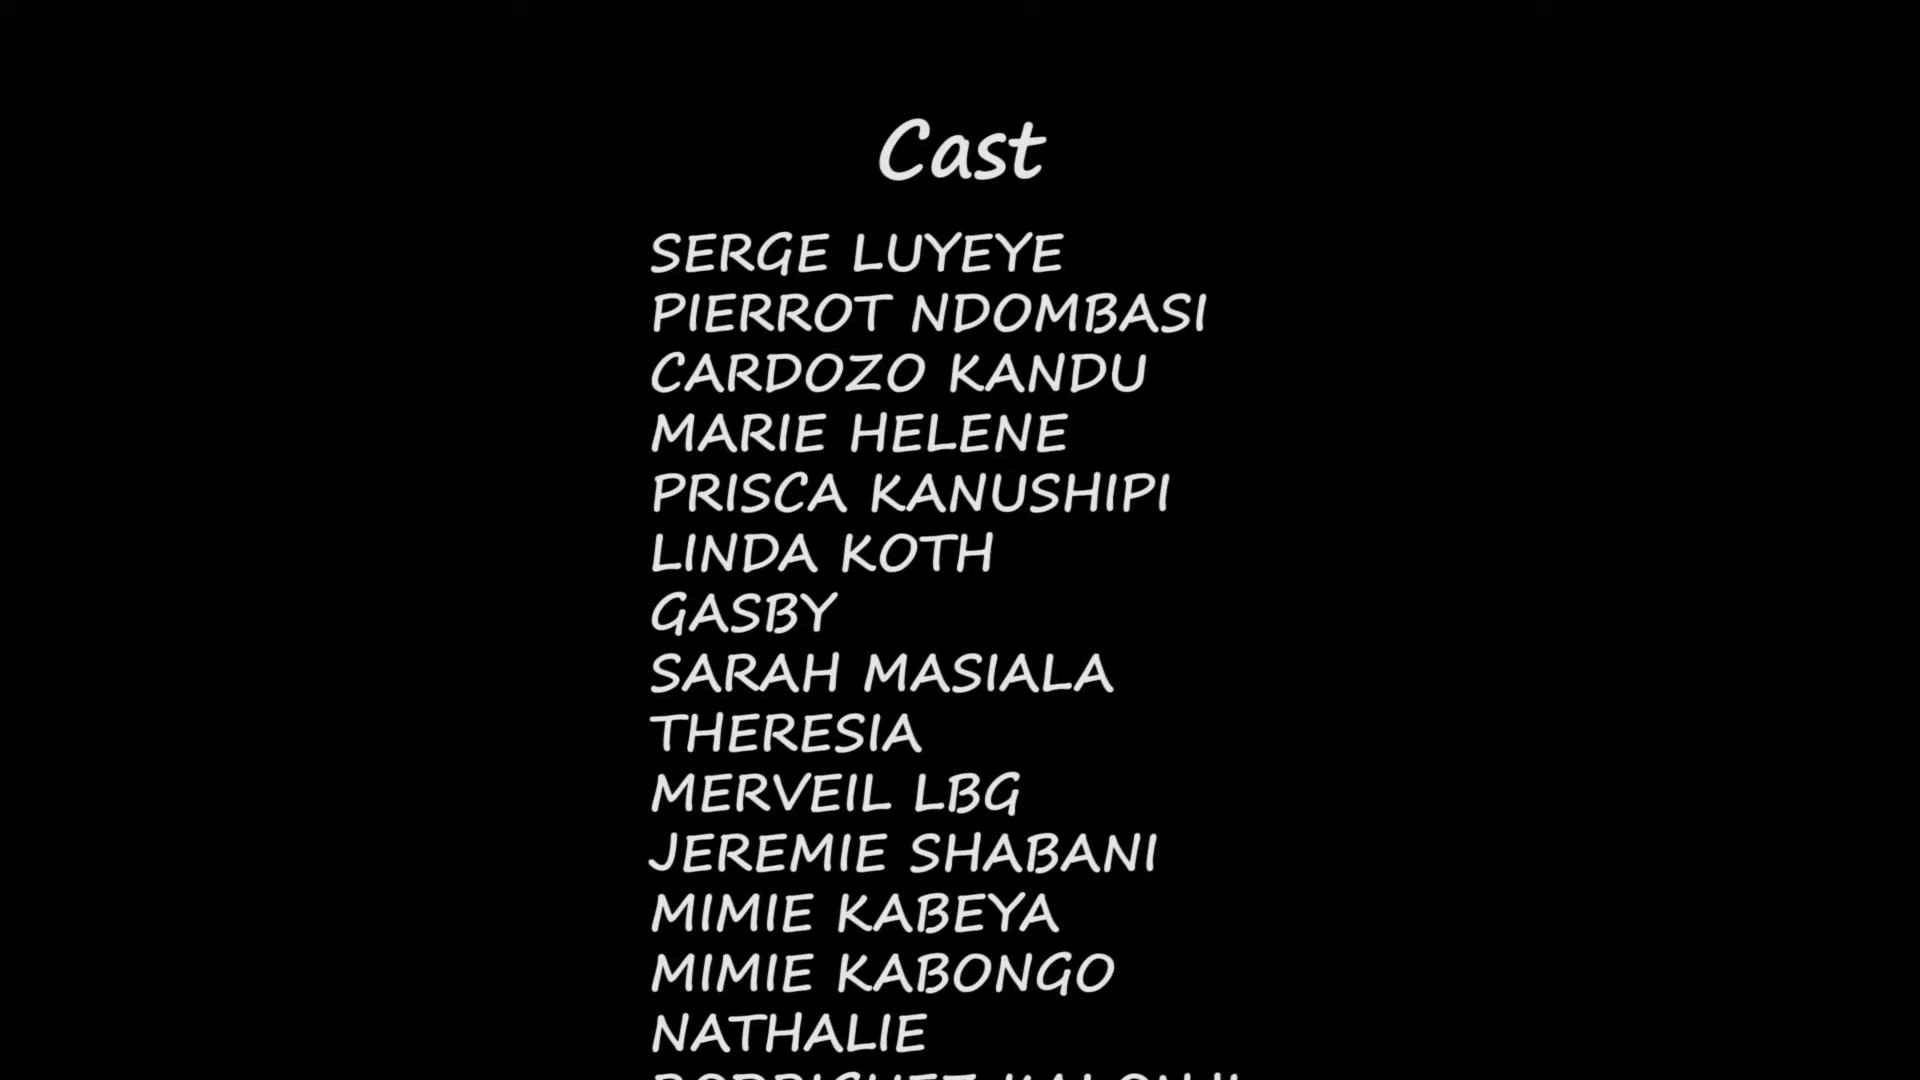 Cast
SERGE LUYEYE
PIERROT NDOMBASI
CARDOZO KANDU
MARIE HELENE
PRISCA KANUSHIPI
LINDA KOTH
GASBY
SARAH MASIALA
THERESIA
MERVEIL LBG
JEREMIE SHABANI
MIMIE KABEYA
MIMIE KABONGO
NATHALIE